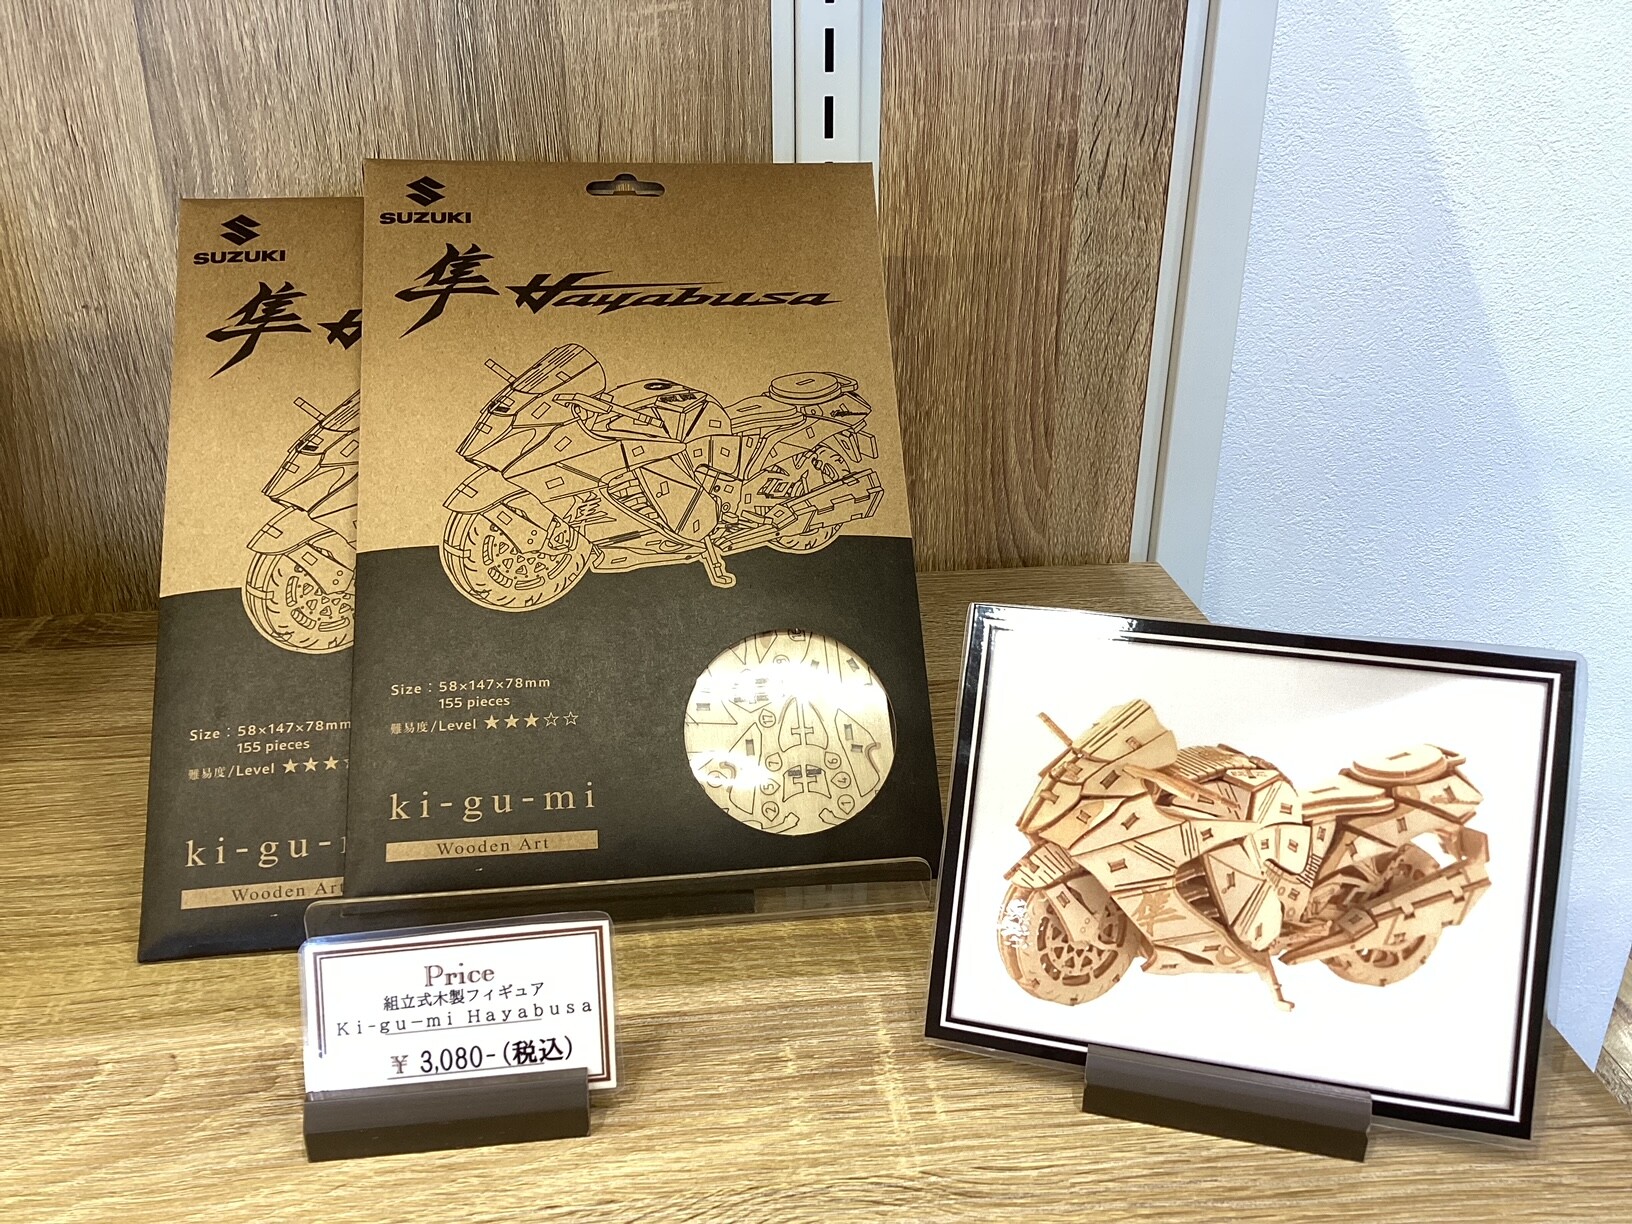 SUZUKI
隼 Hayabusa
Size : 58×147×78mm
155 pieces
難易度/Level ★★★☆☆
ki-gu-mi
Wooden Art
SUZUKI
隼 H
Size : 58×147×78mm
155 pieces
難易度/Level ★★★
ki-gu-
Wooden Art
Price
組立式木製フィギュア
Ki-gu-mi Hayabusa
¥ 3,080-(税込)